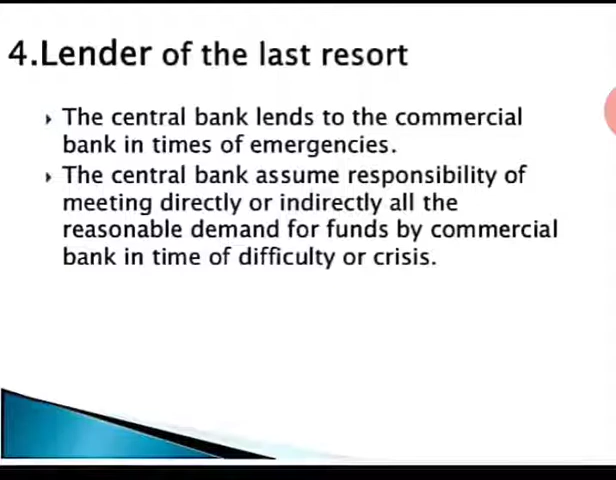 4.Lender of the last resort
The central bank lends to the commercial
bank in times of emergencies.
The central bank assume responsibility of
meeting directly or indirectly all the
reasonable demand for funds by commercial
bank in time of difficulty or crisis.